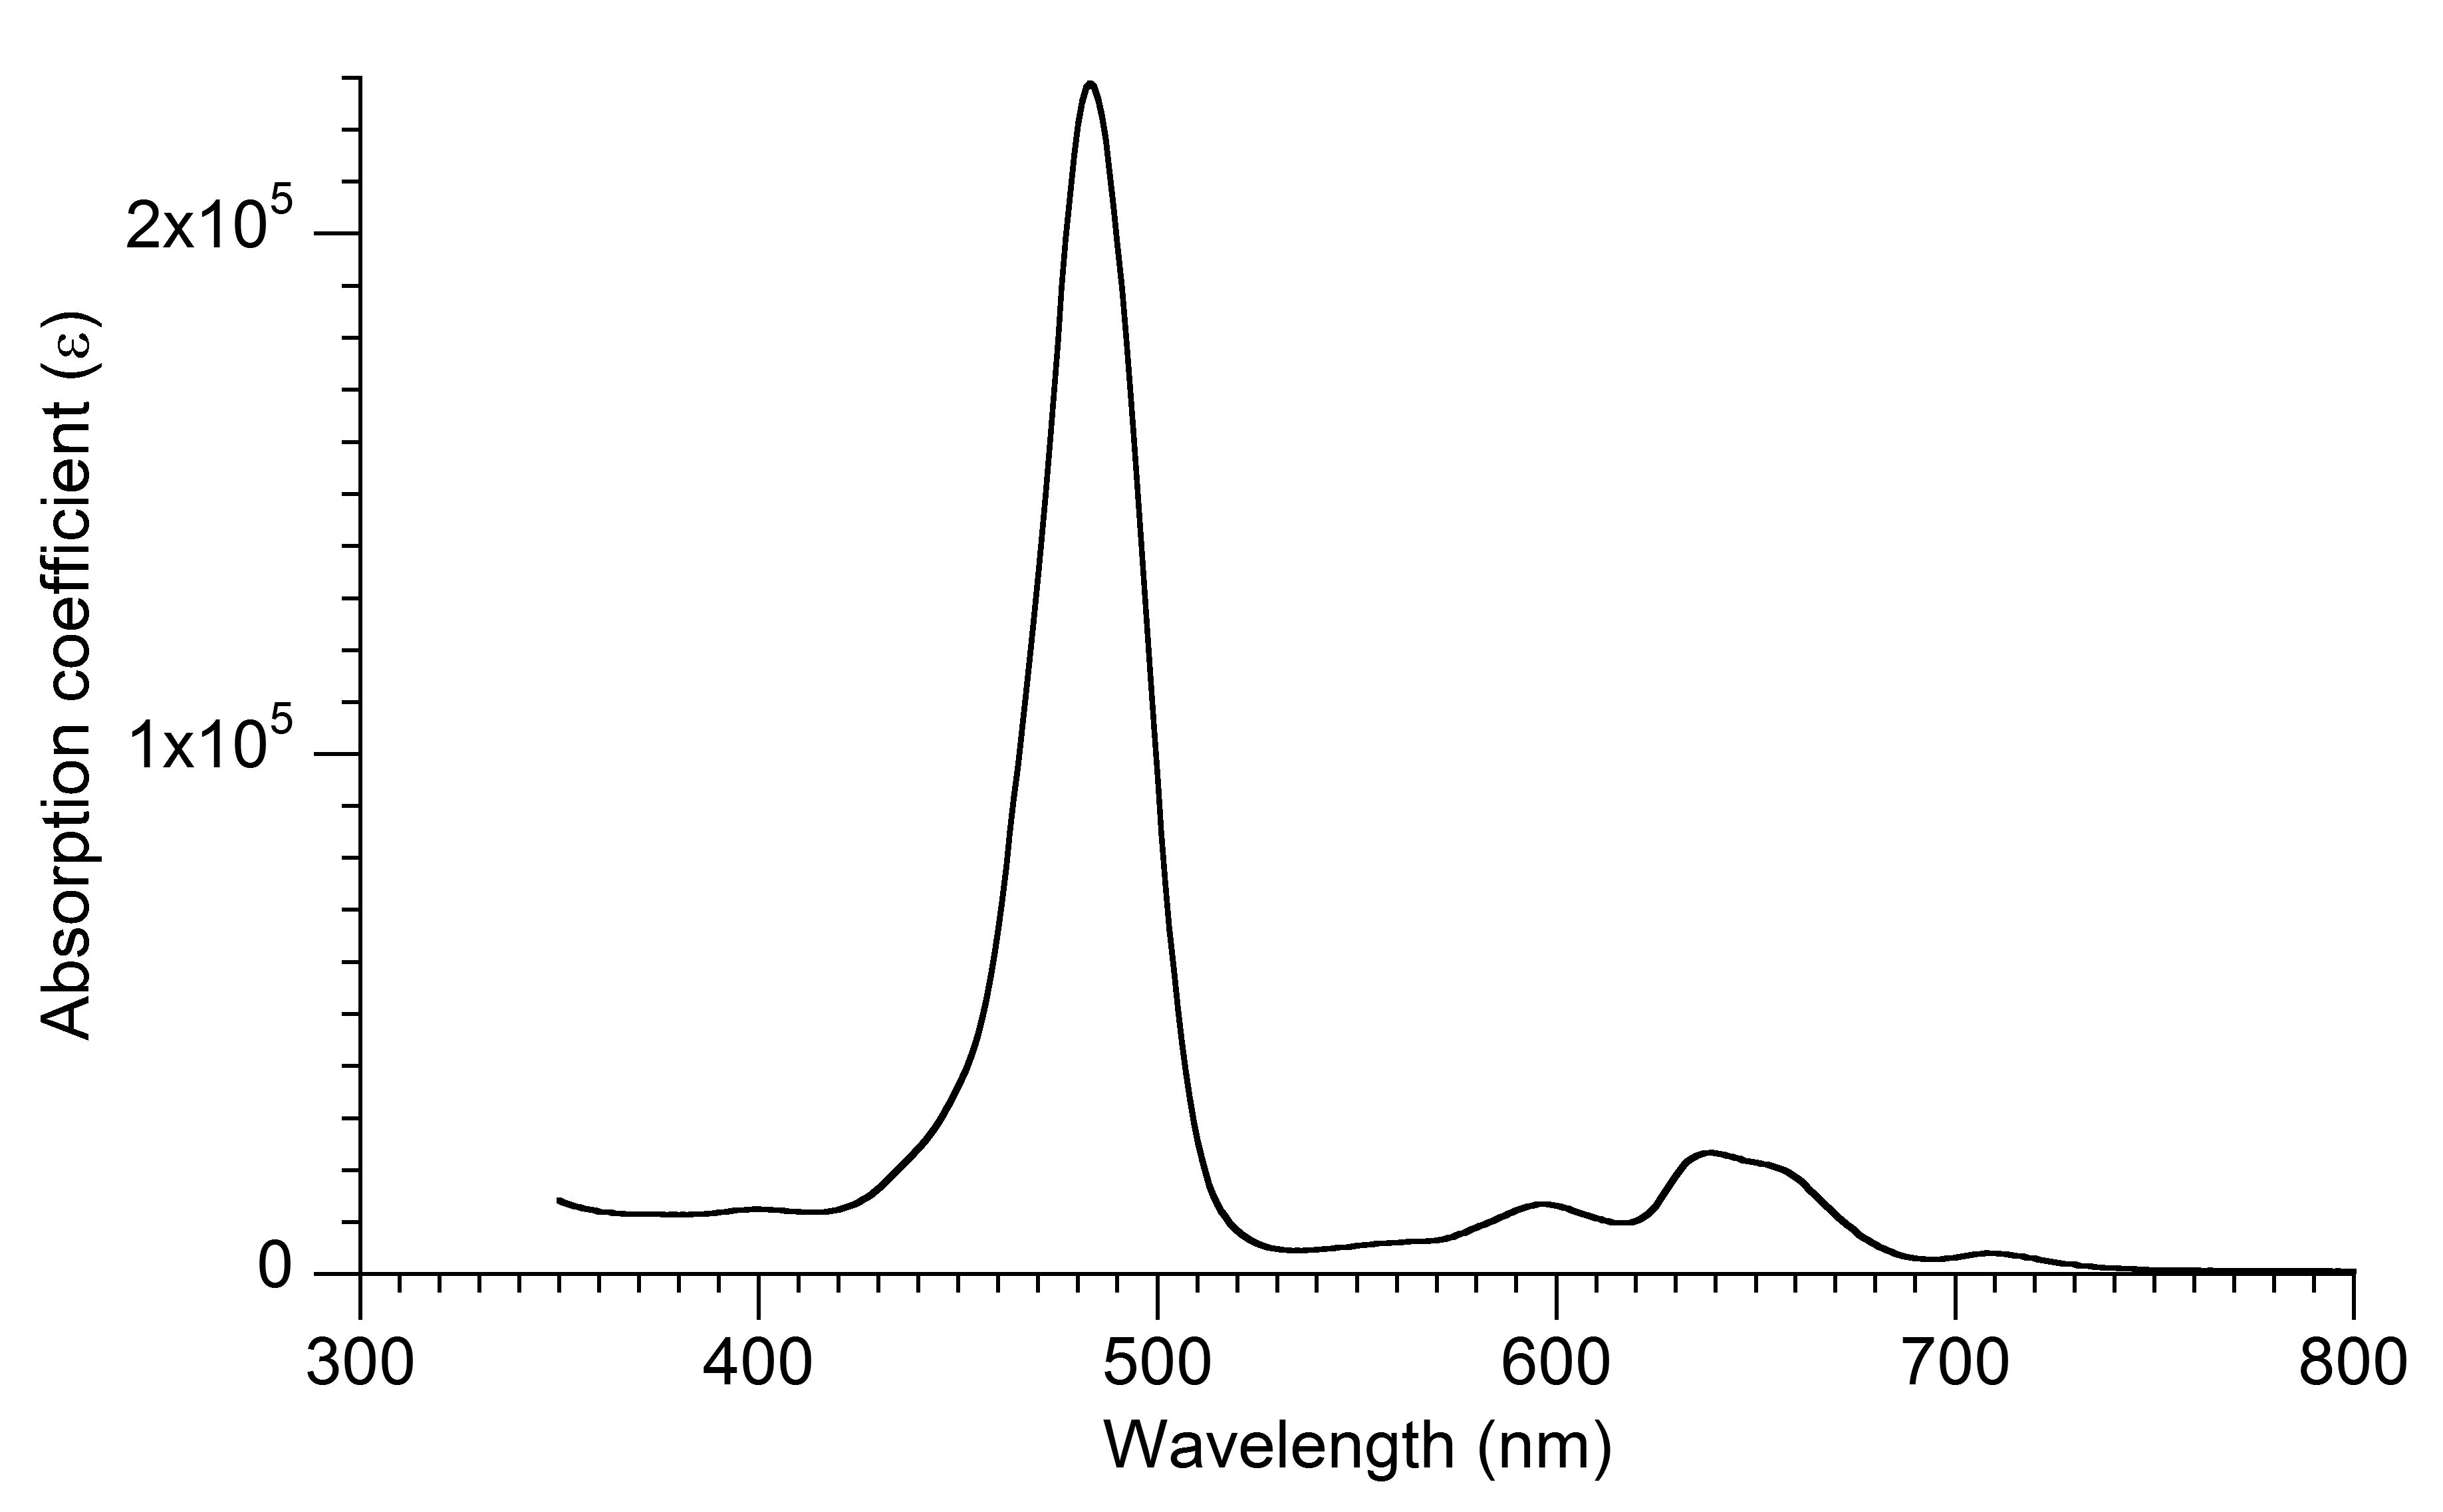 Absorption coefficient (ε)
2x10⁵
1x10⁵
0
300 400 500 600 700 800
Wavelength (nm)